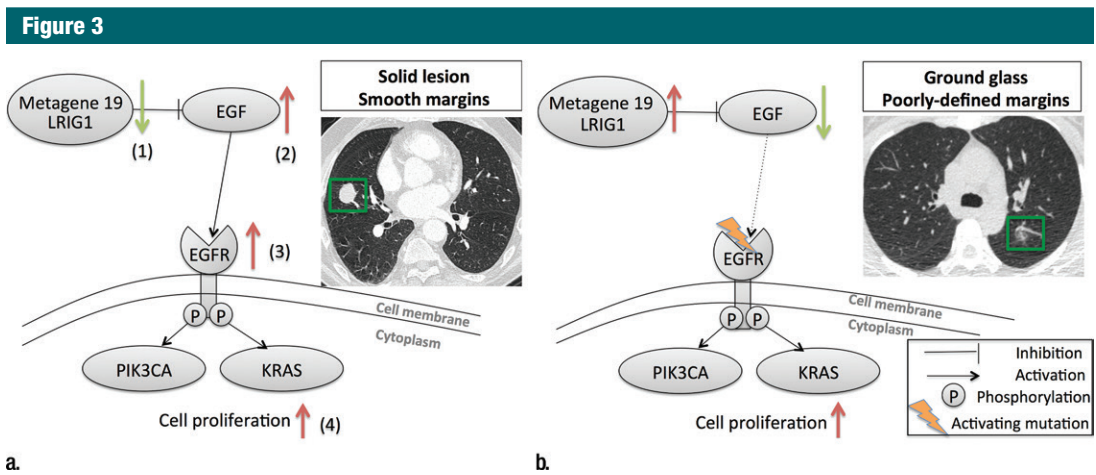 Figure 3
Solid lesion
Smooth margins
Metagene 19
LRIG1
EGF
(1)
(2)
EGFR
(3)
Cell membrane
Cytoplasm
P
P
PIK3CA
KRAS
Cell proliferation
(4)
a.
Ground glass
Poorly-defined margins
Metagene 19
LRIG1
EGF
EGFR
Cell membrane
Cytoplasm
P
P
PIK3CA
KRAS
Cell proliferation
Inhibition
Activation
P Phosphorylation
Activating mutation
b.